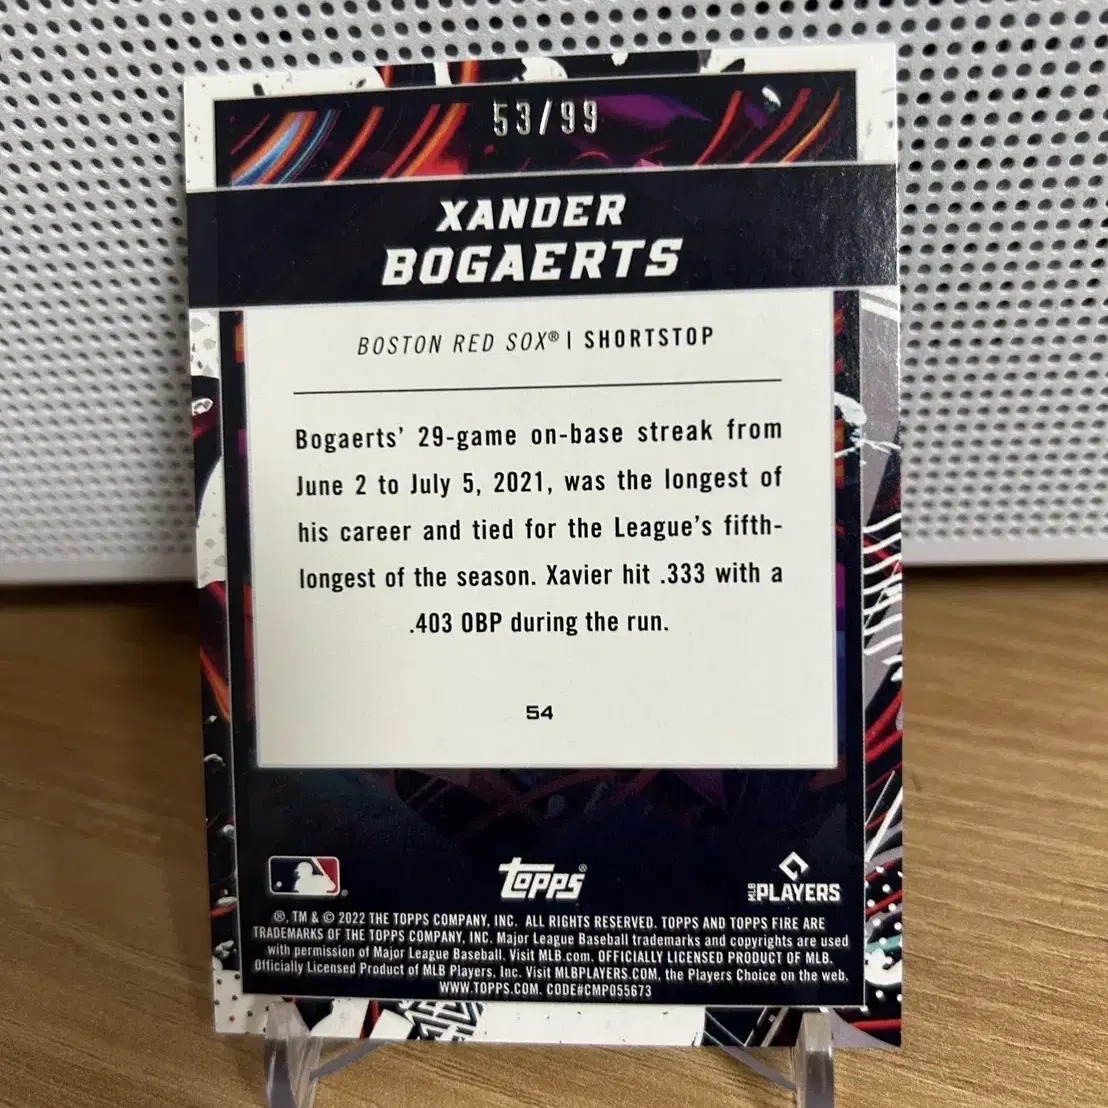 53/99
XANDER
BOGAERTS
BOSTON RED SOX® | SHORTSTOP
Bogaerts' 29-game on-base streak from
June 2 to July 5, 2021, was the longest of
his career and tied for the League's fifth-
longest of the season. Xavier hit .333 with a
.403 OBP during the run.
54
topps®
MLB PLAYERS
®, TM & © 2022 THE TOPPS COMPANY, INC. ALL RIGHTS RESERVED. TOPPS AND TOPPS FIRE ARE
TRADEMARKS OF THE TOPPS COMPANY, INC. Major League Baseball trademarks and copyrights are used
with permission of Major League Baseball. Visit MLB.com. OFFICIALLY LICENSED PRODUCT OF MLB.
Officially Licensed Product of MLB Players, Inc. Visit MLBPLAYERS.COM, the Players Choice on the web.
WWW.TOPPS.COM. CODE#CMP055673